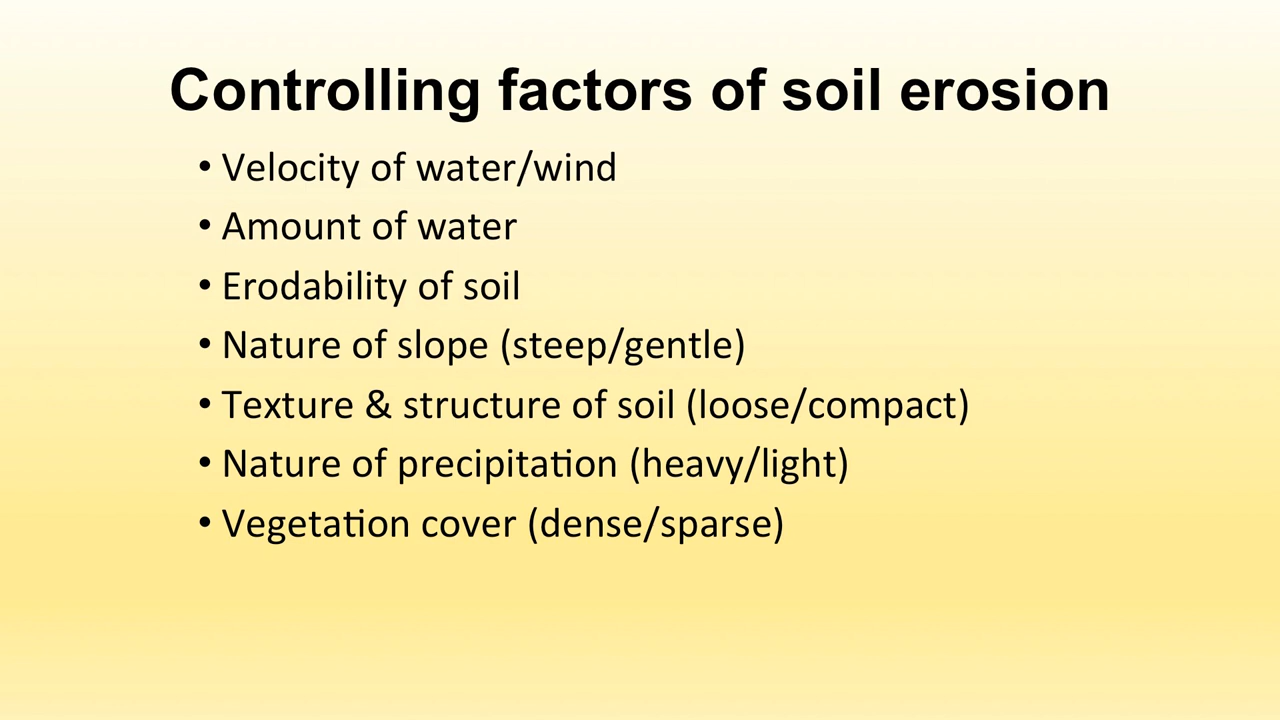 Controlling factors of soil erosion
• Velocity of water/wind
• Amount of water
• Erodability of soil
• Nature of slope (steep/gentle)
• Texture & structure of soil (loose/compact)
• Nature of precipitation (heavy/light)
• Vegetation cover (dense/sparse)